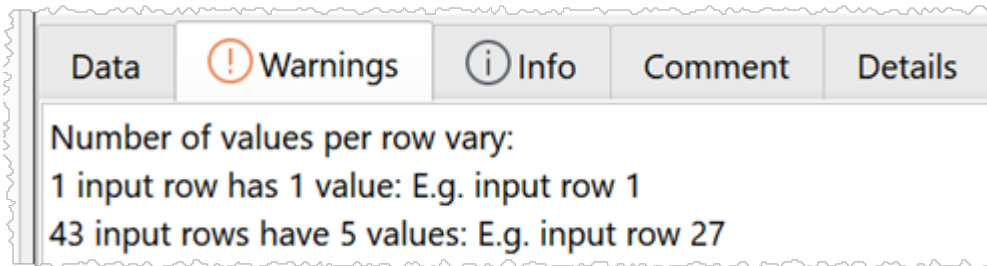 Data Warnings Info Comment Details
Number of values per row vary:
1 input row has 1 value: E.g. input row 1
43 input rows have 5 values: E.g. input row 27